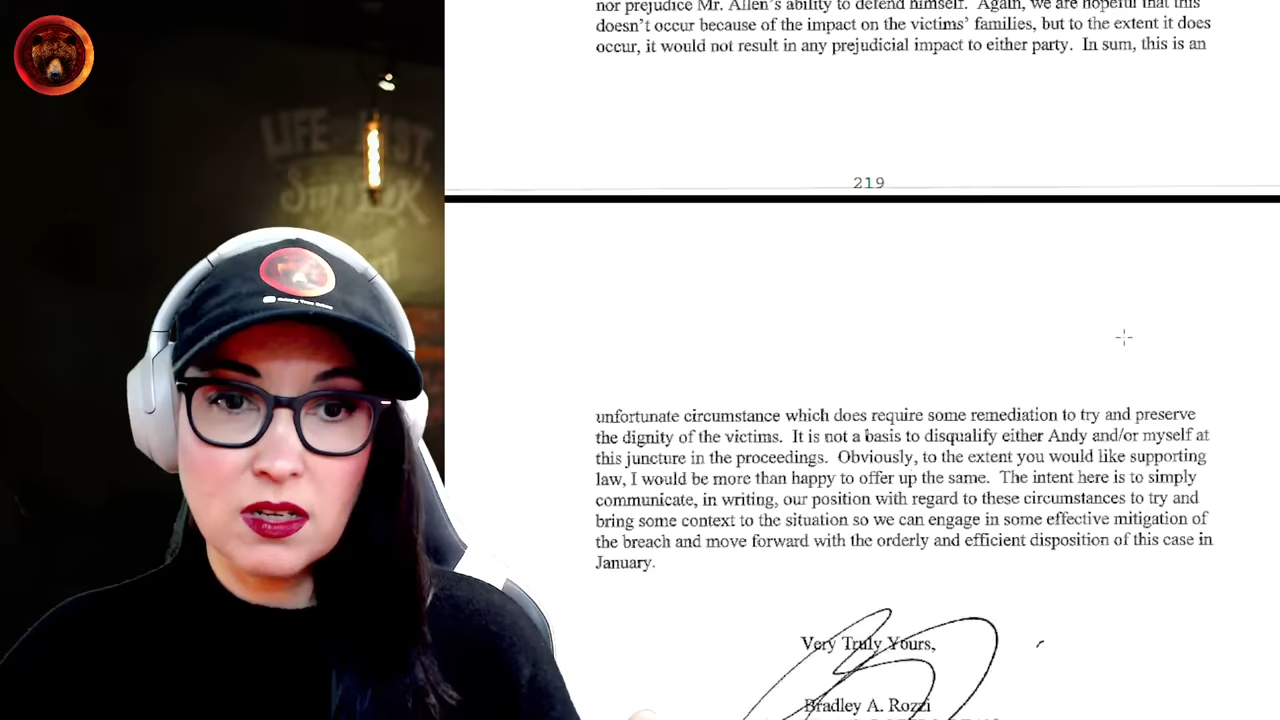 LIFE
nor prejudice Mr. Allen's ability to defend himself. Again, we are hopeful that this
doesn't occur because of the impact on the victims' families, but to the extent it does
occur, it would not result in any prejudicial impact to either party. In sum, this is an
219
unfortunate circumstance which does require some remediation to try and preserve
the dignity of the victims. It is not a basis to disqualify either Andy and/or myself at
this juncture in the proceedings. Obviously, to the extent you would like supporting
law, I would be more than happy to offer up the same. The intent here is to simply
communicate, in writing, our position with regard to these circumstances to try and
bring some context to the situation so we can engage in some effective mitigation of
the breach and move forward with the orderly and efficient disposition of this case in
January.
Very Truly Yours,
Bradley A. Rozzi